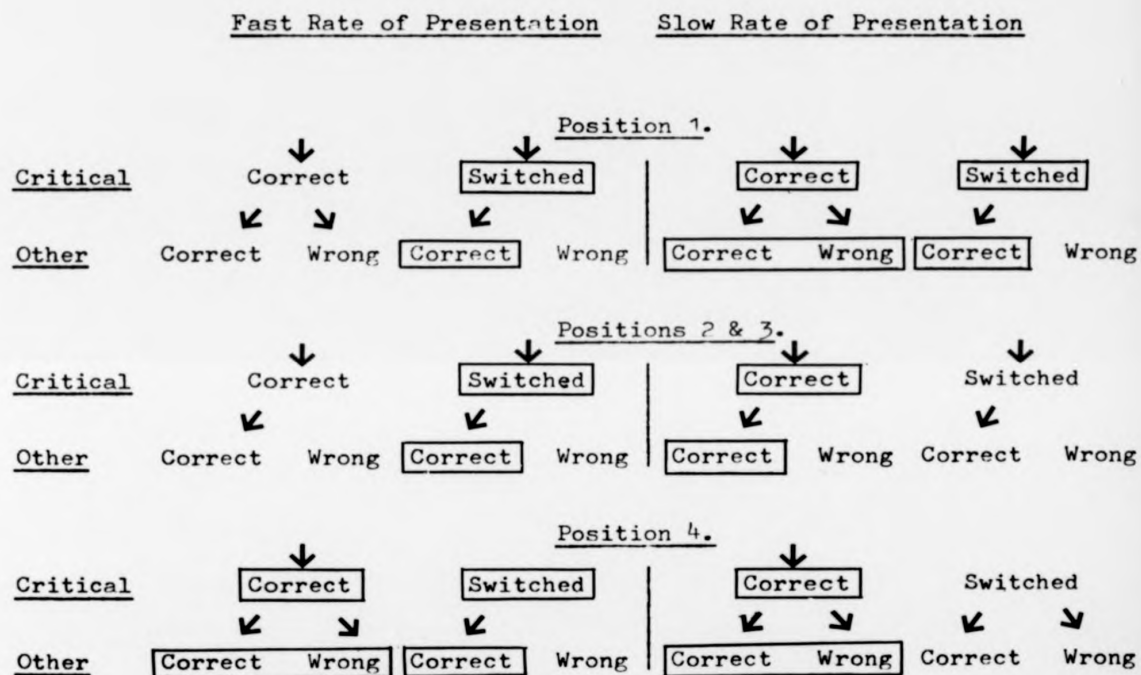 Fast Rate of Presentation Slow Rate of Presentation
Position 1.
Critical Correct Switched Correct Switched
Other Correct Wrong Correct Wrong Correct Wrong Correct Wrong
Positions 2 & 3.
Critical Correct Switched Correct Switched
Other Correct Wrong Correct Wrong Correct Wrong Correct Wrong
Position 4.
Critical Correct Switched Correct Switched
Other Correct Wrong Correct Wrong Correct Wrong Correct Wrong